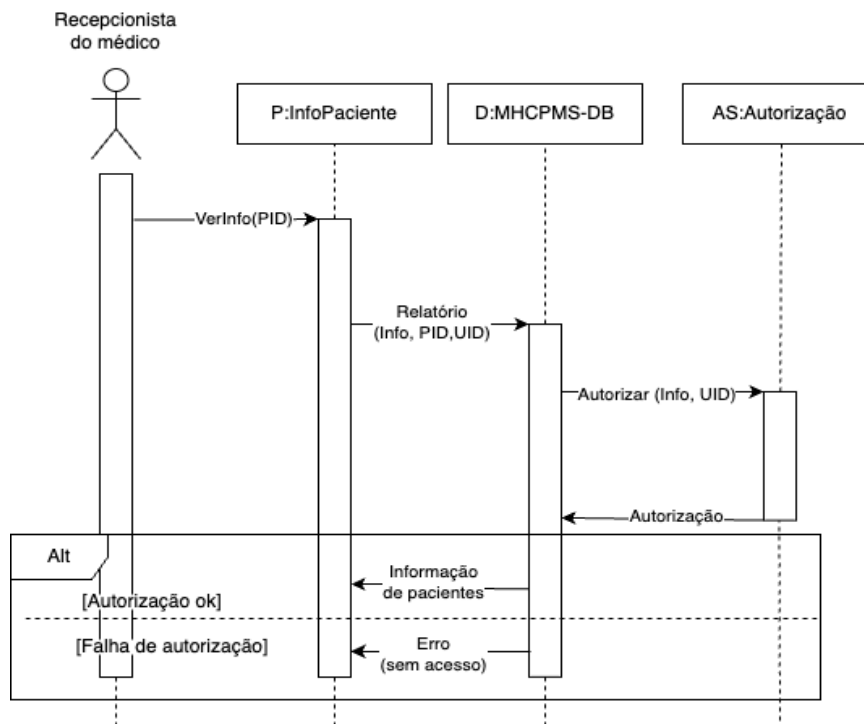 Recepcionista
do médico
P:InfoPaciente
D:MHCPMS-DB
AS:Autorização
VerInfo(PID)
Relatório
(Info, PID,UID)
Autorizar (Info, UID)
Autorização
Alt
Informação
de pacientes
[Autorização ok]
[Falha de autorização]
Erro
(sem acesso)